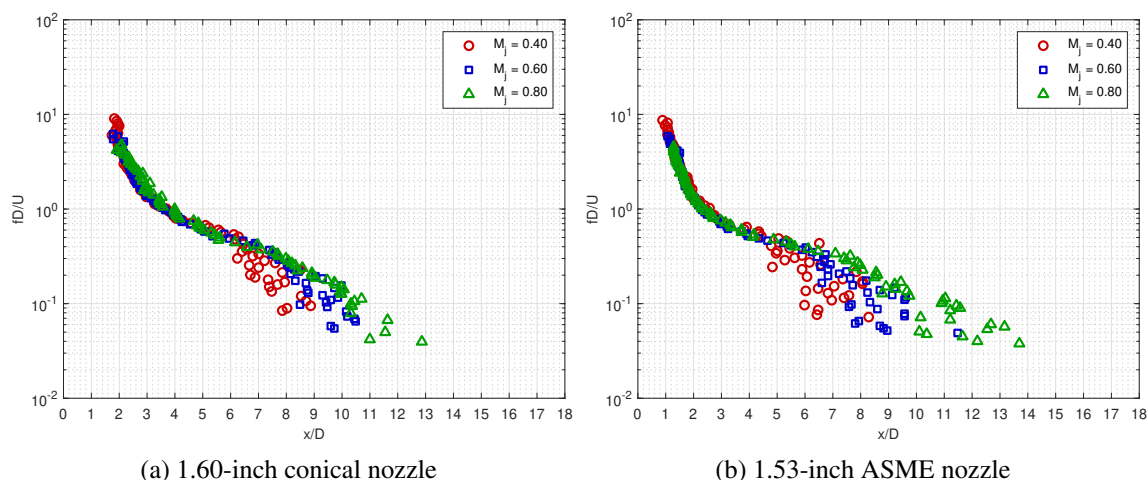 10^2
10^1
10^0
10^-1
10^-2
fD/U
0 1 2 3 4 5 6 7 8 9 10 11 12 13 14 15 16 17 18
x/D
M_j = 0.40
M_j = 0.60
M_j = 0.80
(a) 1.60-inch conical nozzle
10^2
10^1
10^0
10^-1
10^-2
fD/U
0 1 2 3 4 5 6 7 8 9 10 11 12 13 14 15 16 17 18
x/D
M_j = 0.40
M_j = 0.60
M_j = 0.80
(b) 1.53-inch ASME nozzle